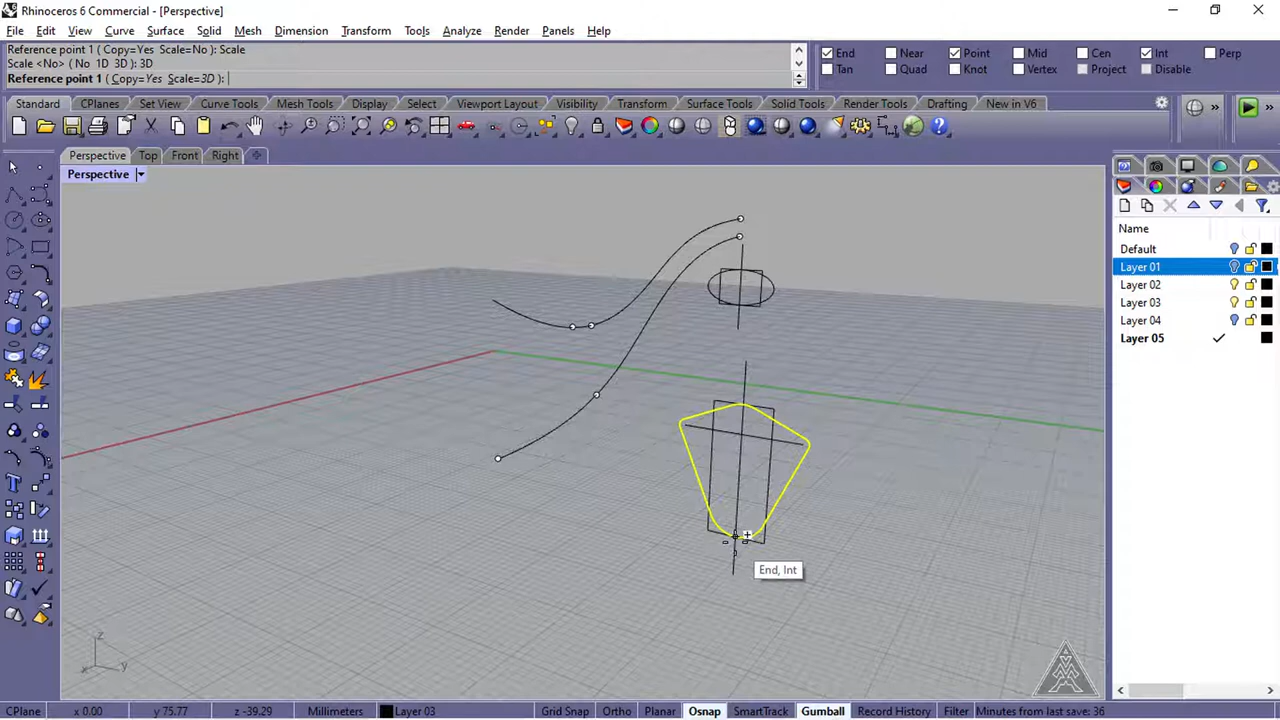 Rhinoceros 6 Commercial - [Perspective]
File Edit View Curve Surface Solid Mesh Dimension Transform Tools Analyze Render Panels Help
Reference point 1 ( Copy=Yes Scale=No ): Scale
Scale <No> ( No 1D 3D ): 3D
Reference point 1 ( Copy=Yes Scale=3D ):
End Near Point Mid Cen Int Perp
Tan Quad Knot Vertex Project Disable
Standard CPlanes Set View Curve Tools Mesh Tools Display Select Viewport Layout Visibility Transform Surface Tools Solid Tools Render Tools Drafting New in V6
Perspective Top Front Right
Perspective
Name
Default
Layer 01
Layer 02
Layer 03
Layer 04
Layer 05
End, Int
z
x y
CPlane x 0.00 y 75.77 z -39.29 Millimeters Layer 03 Grid Snap Ortho Planar Osnap SmartTrack Gumball Record History Filter Minutes from last save: 36